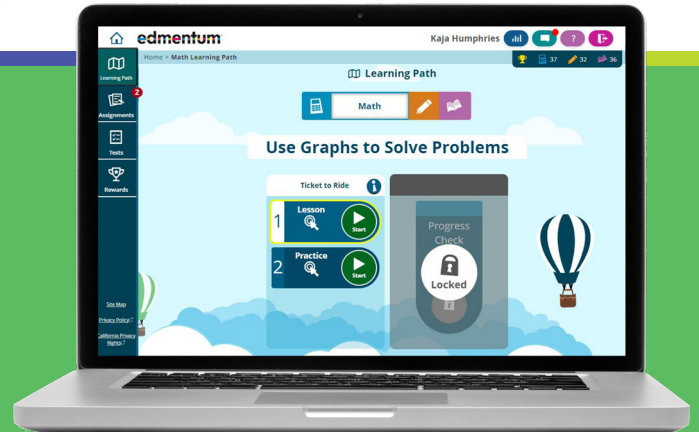 edmentum
Kaja Humphries
?
Home > Math Learning Path
37
32
36
Learning Path
Learning Path
2
Assignments
Tests
Rewards
Math
Use Graphs to Solve Problems
Ticket to Ride
i
1
Lesson
Start
2
Practice
Start
Progress
Check
Locked
Site Map
Privacy Policy
California Privacy
Rights